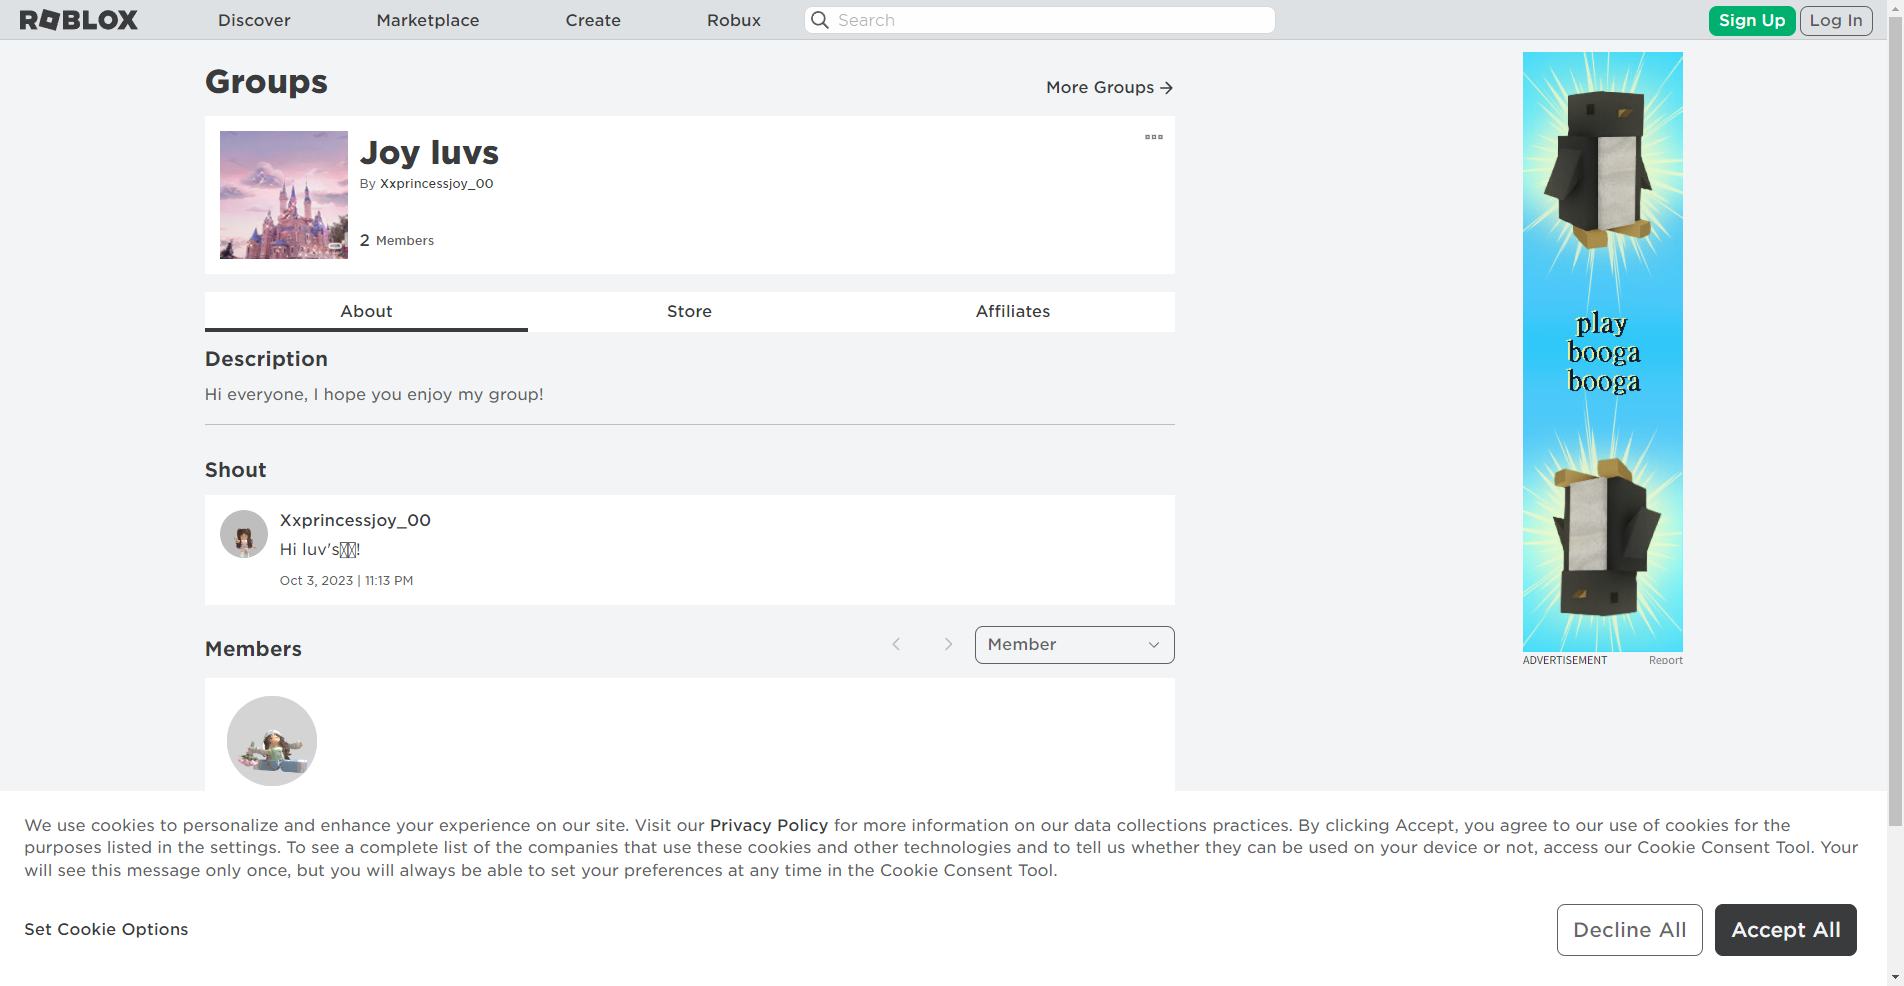 ROBLOX Discover Marketplace Create Robux Search Sign Up Log In
Groups
More Groups
Joy luvs
By Xxprincessjoy_00
2 Members
About Store Affiliates
Description
Hi everyone, I hope you enjoy my group!
Shout
Xxprincessjoy_00
Hi luv's!
Oct 3, 2023 | 11:13 PM
Members
Member
play
booga
booga
ADVERTISEMENT Report
We use cookies to personalize and enhance your experience on our site. Visit our Privacy Policy for more information on our data collections practices. By clicking Accept, you agree to our use of cookies for the
purposes listed in the settings. To see a complete list of the companies that use these cookies and other technologies and to tell us whether they can be used on your device or not, access our Cookie Consent Tool. Your
will see this message only once, but you will always be able to set your preferences at any time in the Cookie Consent Tool.
Set Cookie Options
Decline All
Accept All